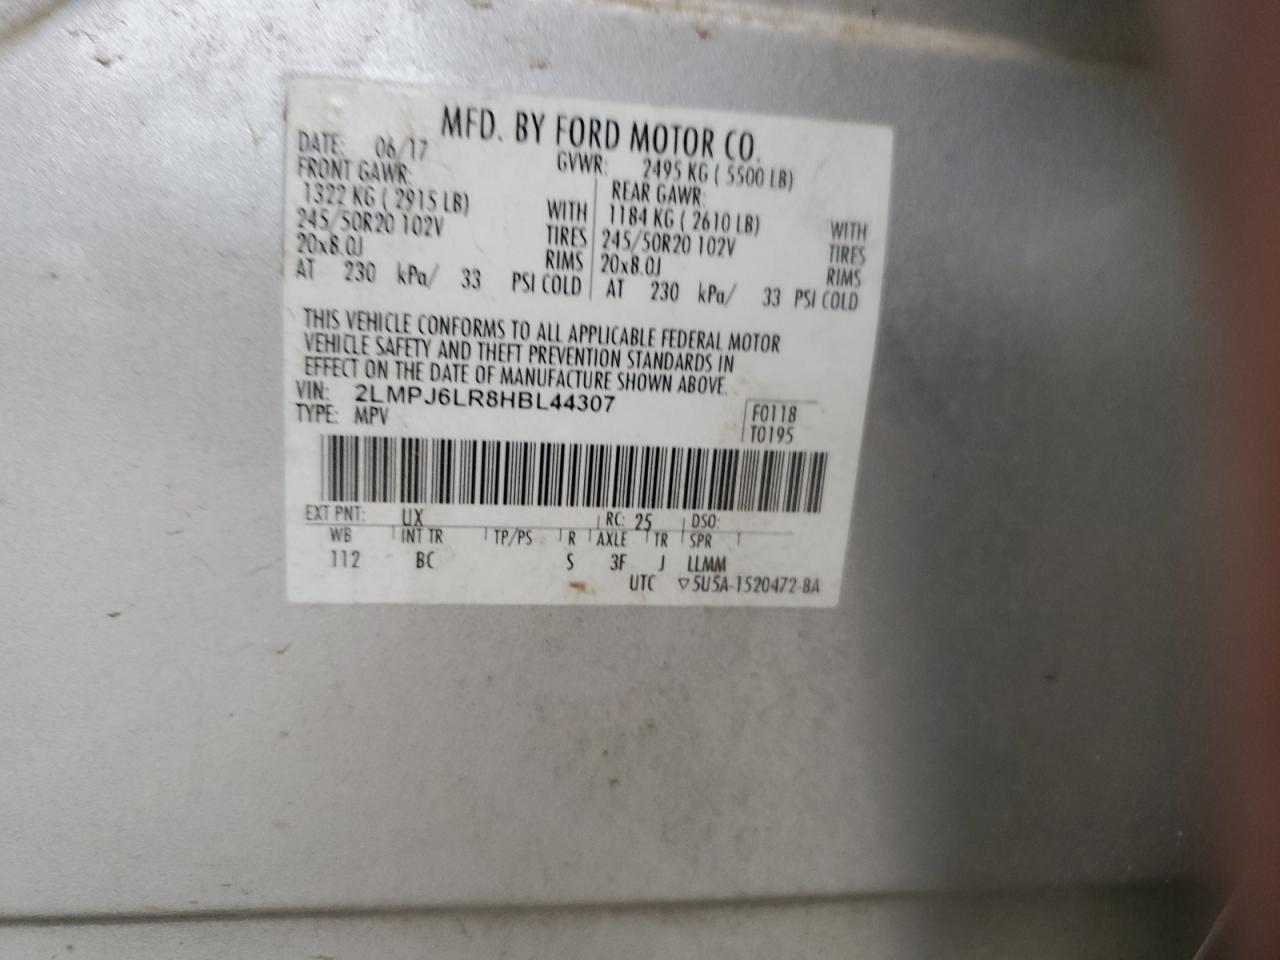 MFD. BY FORD MOTOR CO.
DATE: 06/17 GVWR: 2495 KG ( 5500 LB)
FRONT GAWR: REAR GAWR:
1322 KG ( 2915 LB) WITH 1184 KG ( 2610 LB) WITH
245/50R20 102V TIRES 245/50R20 102V TIRES
20x8.0J RIMS 20x8.0J RIMS
AT 230 kPa/ 33 PSI COLD AT 230 kPa/ 33 PSI COLD
THIS VEHICLE CONFORMS TO ALL APPLICABLE FEDERAL MOTOR
VEHICLE SAFETY AND THEFT PREVENTION STANDARDS IN
EFFECT ON THE DATE OF MANUFACTURE SHOWN ABOVE.
VIN: 2LMPJ6LR8HBL44307
TYPE: MPV F0118
T0195
EXT PNT: UX RC: 25 DSO:
WB INT TR TP/PS R AXLE TR SPR
112 BC S 3F J LLMM
UTC ▽5U5A-1520472-BA